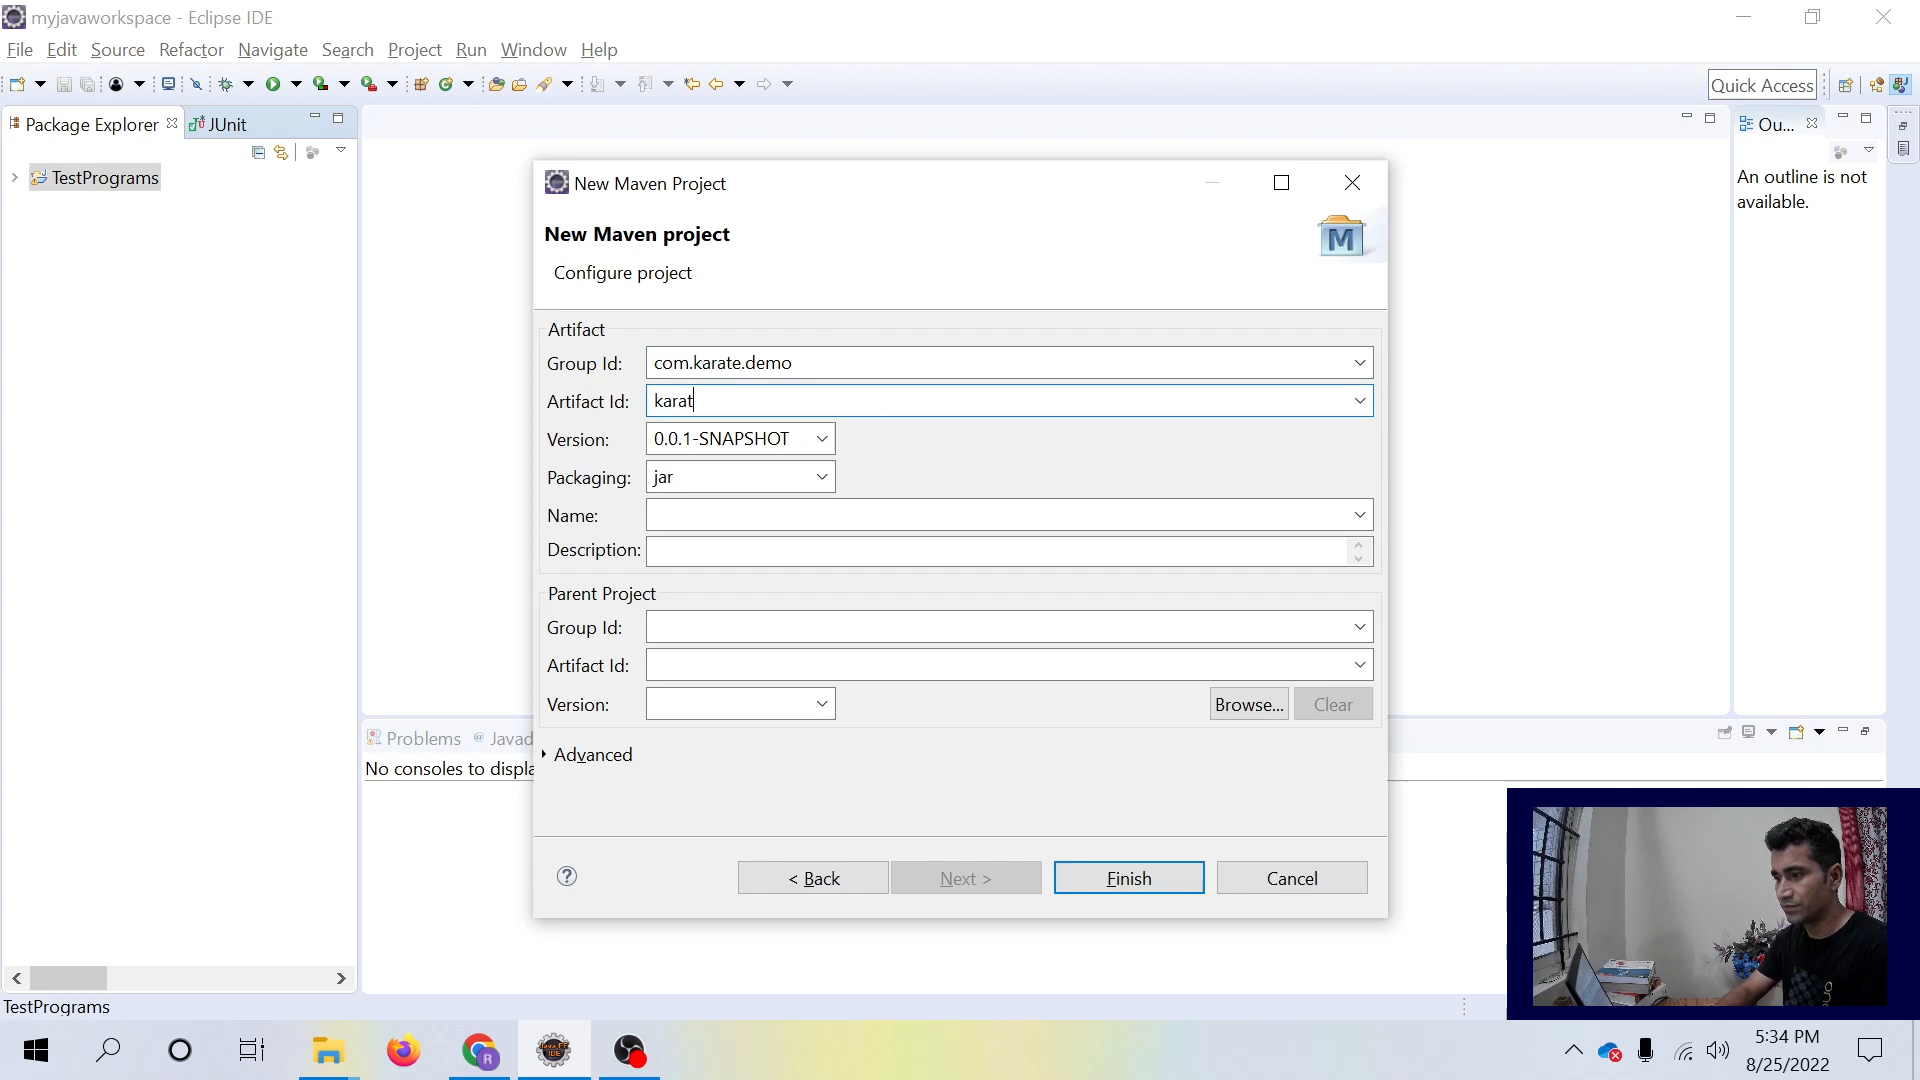 myjavaworkspace - Eclipse IDE
File Edit Source Refactor Navigate Search Project Run Window Help
Quick Access
Package Explorer JUnit
Ou...
TestPrograms
An outline is not
available.
New Maven Project
New Maven project
Configure project
M
Artifact
Group Id: com.karate.demo
Artifact Id: karat
Version: 0.0.1-SNAPSHOT
Packaging: jar
Name:
Description:
Parent Project
Group Id:
Artifact Id:
Version:
Browse... Clear
Advanced
Problems @ Javad
No consoles to displa
< Back Next > Finish Cancel
TestPrograms
5:34 PM
8/25/2022